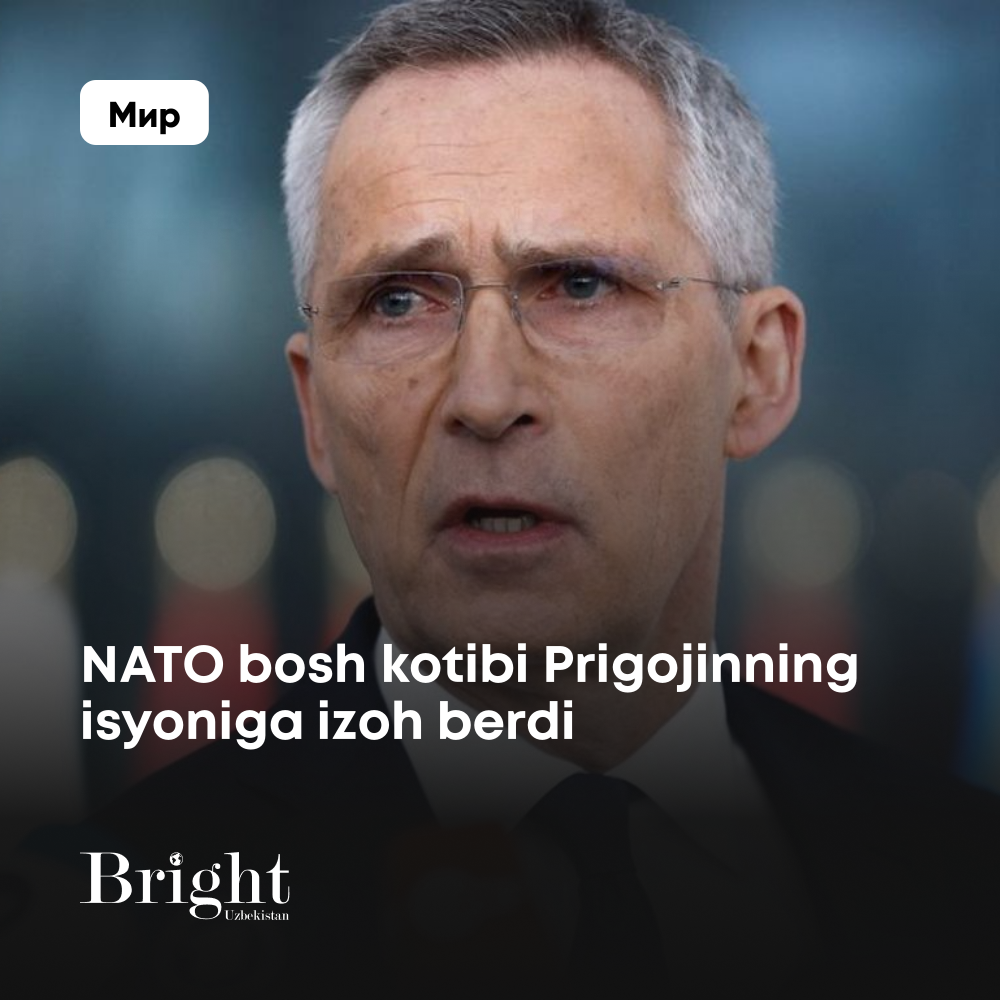 Мир
NATO bosh kotibi Prigojinning
isyoniga izoh berdi
Bright
Uzbekistan